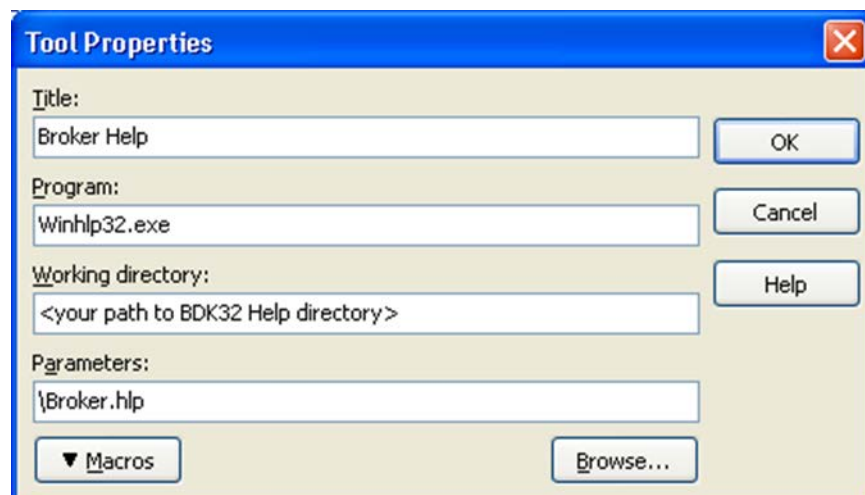 Tool Properties
Title:
Broker Help
OK
Program:
Winhlp32.exe
Cancel
Working directory:
<your path to BDK32 Help directory>
Help
Parameters:
\Broker.hlp
▼ Macros
Browse...